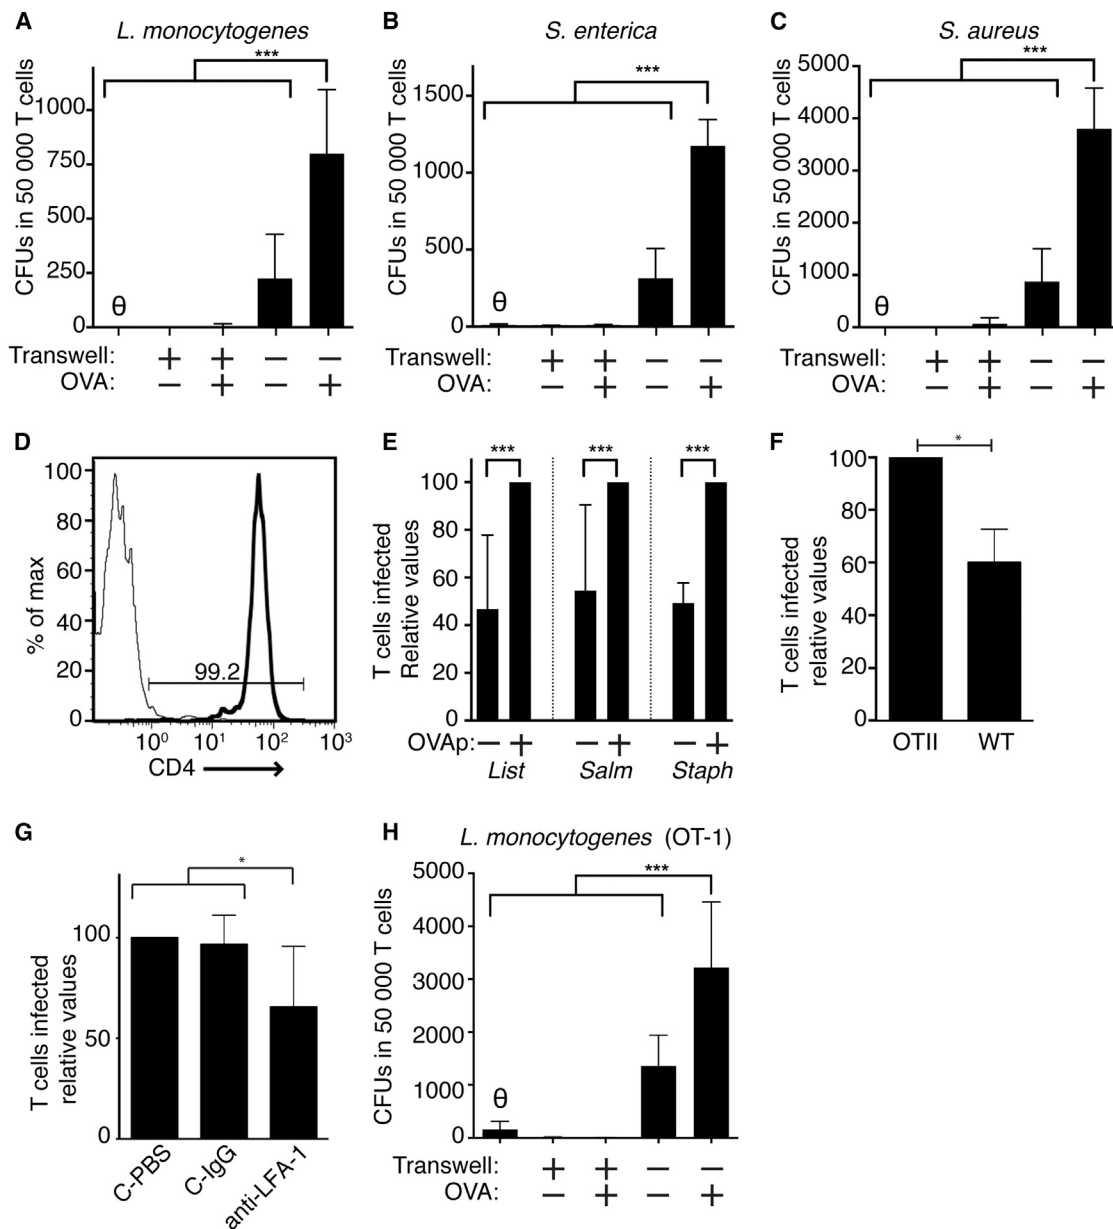 A
L. monocytogenes
CFUs in 50 000 T cells
1000
750
500
250
0
***
θ
Transwell: + + − −
OVA: − + − +
B
S. enterica
CFUs in 50 000 T cells
1500
1000
500
0
***
θ
Transwell: + + − −
OVA: − + − +
C
S. aureus
CFUs in 50 000 T cells
5000
4000
3000
2000
1000
0
***
θ
Transwell: + + − −
OVA: − + − +
D
% of max
100
80
60
40
20
0
99.2
10⁰ 10¹ 10² 10³
CD4
E
T cells infected
Relative values
100
80
60
40
20
0
*** *** ***
OVAp: − + − + − +
List Salm Staph
F
T cells infected
relative values
100
80
60
40
20
0
*
OTII WT
G
T cells infected
relative values
100
50
0
*
C-PBS C-IgG anti-LFA-1
H
L. monocytogenes (OT-1)
CFUs in 50 000 T cells
5000
4000
3000
2000
1000
0
***
θ
Transwell: + + − −
OVA: − + − +